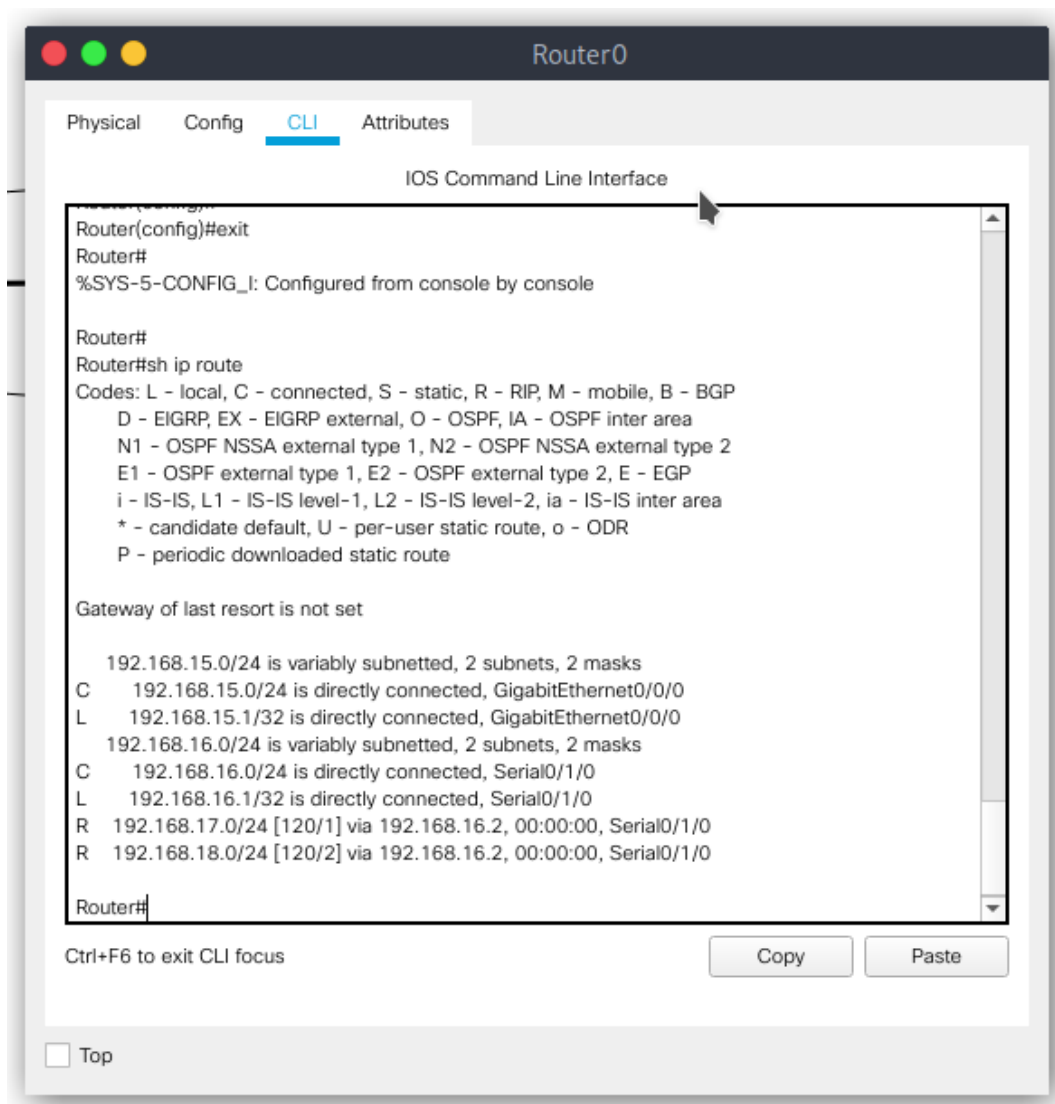 Router0
Physical Config CLI Attributes
IOS Command Line Interface
Router(config)#exit
Router#
%SYS-5-CONFIG_I: Configured from console by console
Router#
Router#sh ip route
Codes: L - local, C - connected, S - static, R - RIP, M - mobile, B - BGP
D - EIGRP, EX - EIGRP external, O - OSPF, IA - OSPF inter area
N1 - OSPF NSSA external type 1, N2 - OSPF NSSA external type 2
E1 - OSPF external type 1, E2 - OSPF external type 2, E - EGP
i - IS-IS, L1 - IS-IS level-1, L2 - IS-IS level-2, ia - IS-IS inter area
* - candidate default, U - per-user static route, o - ODR
P - periodic downloaded static route
Gateway of last resort is not set
192.168.15.0/24 is variably subnetted, 2 subnets, 2 masks
C 192.168.15.0/24 is directly connected, GigabitEthernet0/0/0
L 192.168.15.1/32 is directly connected, GigabitEthernet0/0/0
192.168.16.0/24 is variably subnetted, 2 subnets, 2 masks
C 192.168.16.0/24 is directly connected, Serial0/1/0
L 192.168.16.1/32 is directly connected, Serial0/1/0
R 192.168.17.0/24 [120/1] via 192.168.16.2, 00:00:00, Serial0/1/0
R 192.168.18.0/24 [120/2] via 192.168.16.2, 00:00:00, Serial0/1/0
Router#
Ctrl+F6 to exit CLI focus
Copy Paste
Top